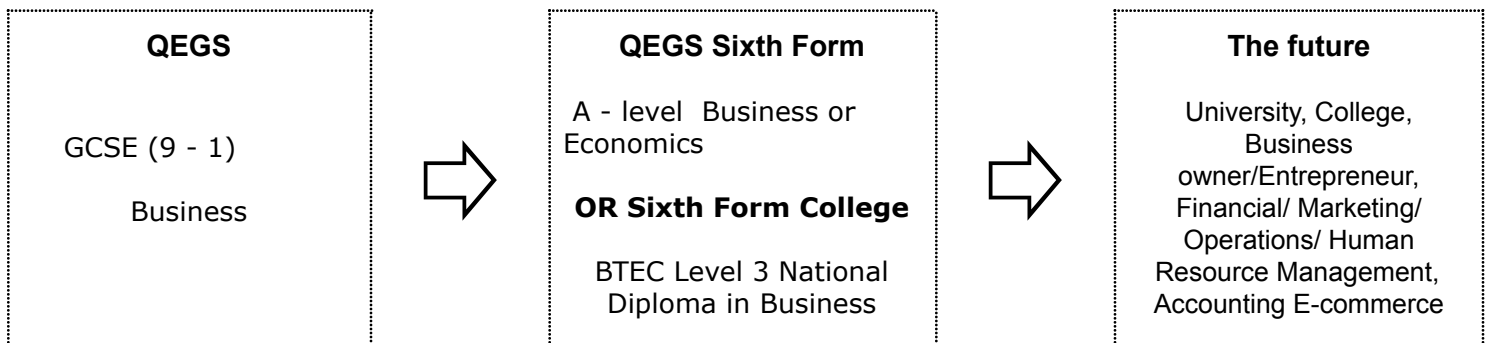 QEGS
GCSE (9 - 1)
Business
QEGS Sixth Form
A - level  Business or
Economics
OR Sixth Form College
BTEC Level 3 National
Diploma in Business
The future
University, College,
Business
owner/Entrepreneur,
Financial/ Marketing/
Operations/ Human
Resource Management,
Accounting E-commerce